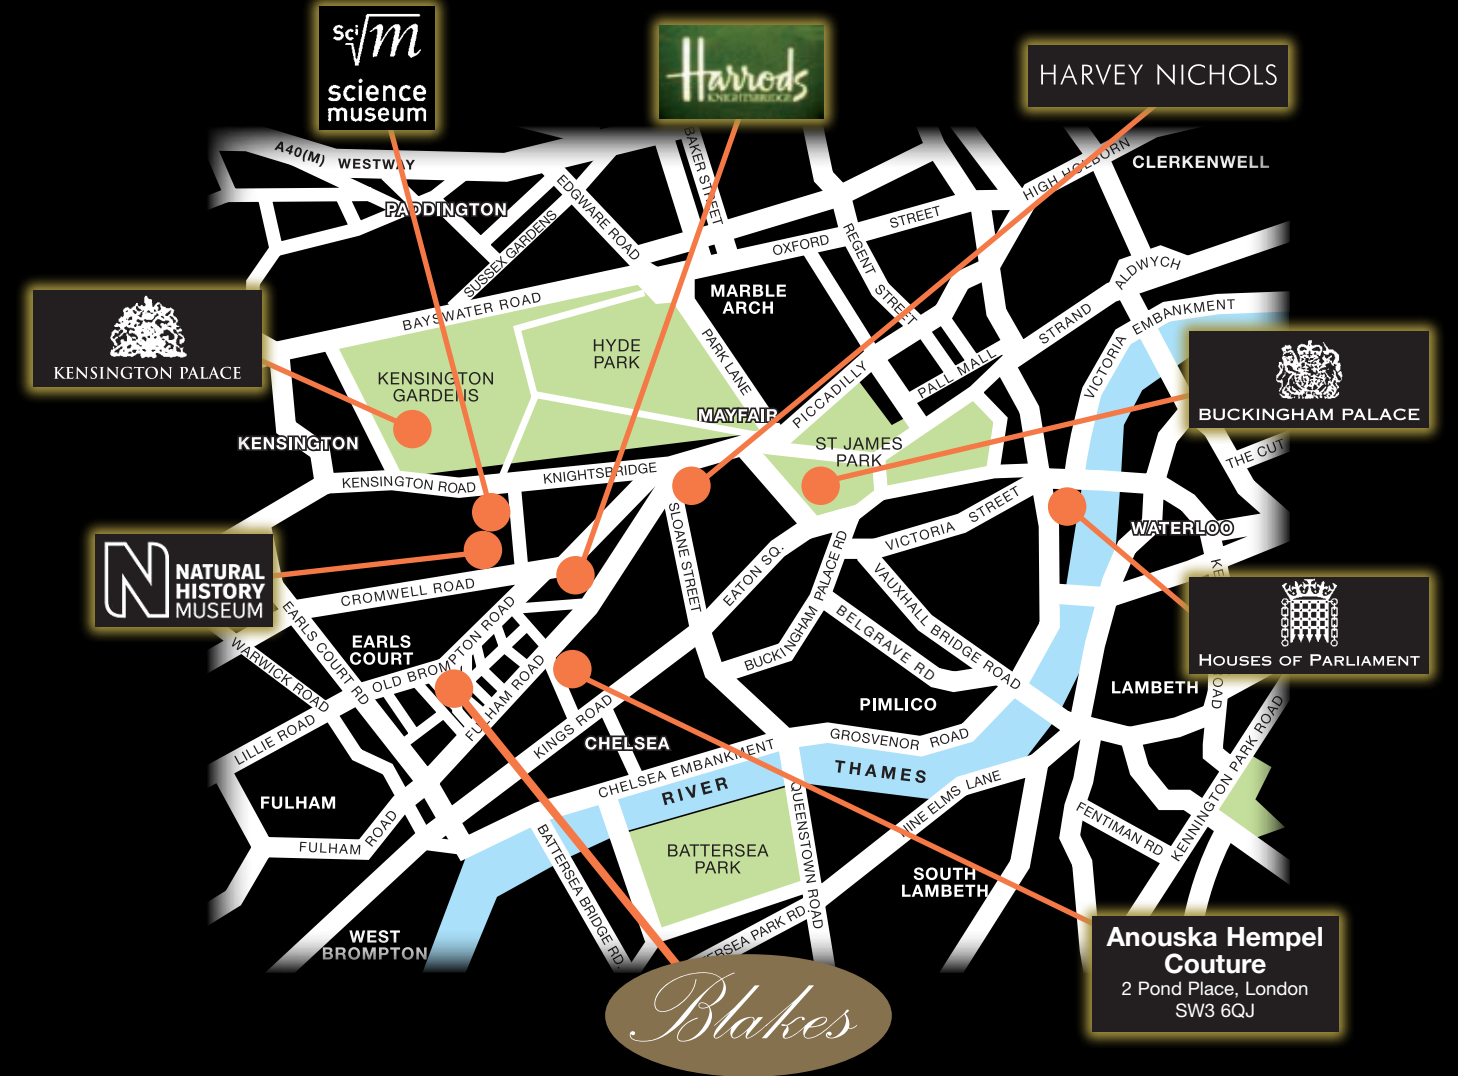 Sci
m
science
museum
Harrods
KNIGHTSBRIDGE
HARVEY NICHOLS
A40(M)
WESTWAY
PADDINGTON
SUSSEX GARDENS
EDGWARE ROAD
BAKER STREET
OXFORD
STREET
REGENT
STREET
HIGH HOLBORN
CLERKENWELL
ALDWYCH
STRAND
VICTORIA
EMBANKMENT
BAYSWATER ROAD
MARBLE
ARCH
HYDE
PARK
PARK LANE
KENSINGTON PALACE
KENSINGTON
GARDENS
KENSINGTON
MAYFAIR
PICCADILLY
PALL MALL
ST JAMES
PARK
BUCKINGHAM PALACE
THE CUT
KENSINGTON ROAD
KNIGHTSBRIDGE
SLOANE STREET
EATON SQ.
VICTORIA
STREET
WATERLOO
KE
N
NATURAL
HISTORY
MUSEUM
CROMWELL ROAD
EARLS COURT RD
WARWICK ROAD
EARLS
COURT
OLD BROMPTON ROAD
FULHAM ROAD
BUCKINGHAM
PALACE RD
BELGRAVE RD
VAUXHALL BRIDGE ROAD
HOUSES OF PARLIAMENT
OAD
LAMBETH
PIMLICO
LILLIE ROAD
KINGS ROAD
CHELSEA
CHELSEA EMBANKMENT
GROSVENOR
ROAD
RIVER
THAMES
NINE ELMS LANE
KENNINGTON PARK ROAD
FENTIMAN RD
FULHAM
FULHAM
ROAD
BATTERSEA BRIDGE RD.
BATTERSEA
PARK
QUEENSTOWN ROAD
ERSEA PARK RD.
SOUTH
LAMBETH
WEST
BROMPTON
Blakes
Anouska Hempel
Couture
2 Pond Place, London
SW3 6QJ